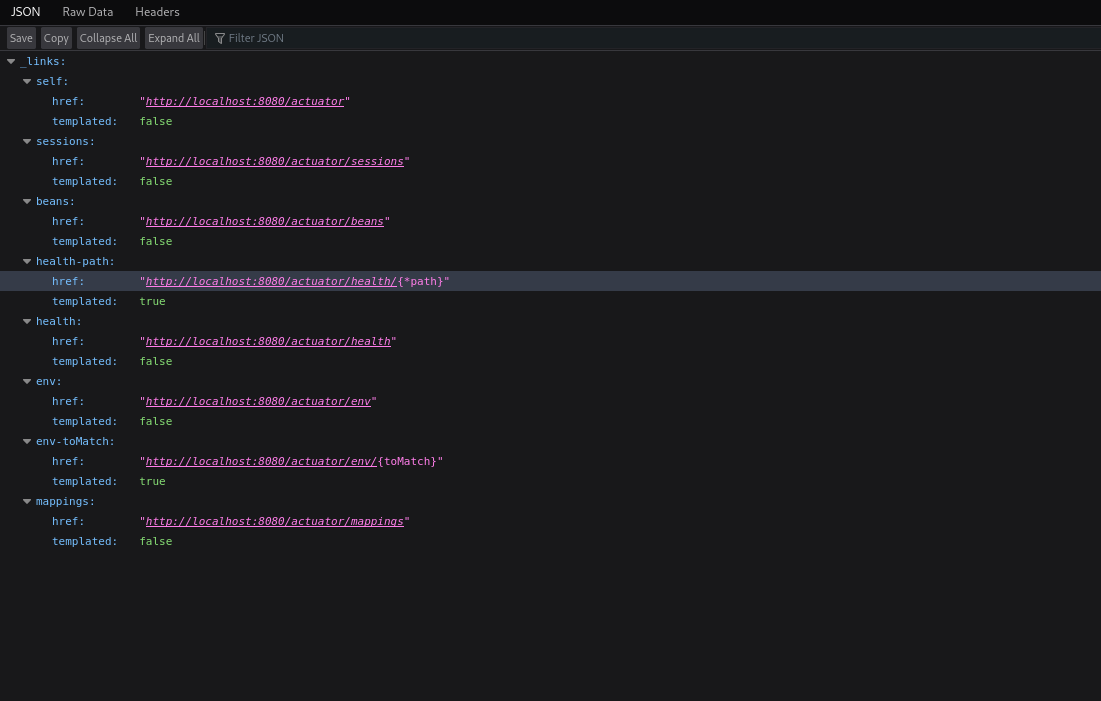 JSON Raw Data Headers
Save Copy Collapse All Expand All Filter JSON
_links:
self:
href: "http://localhost:8080/actuator"
templated: false
sessions:
href: "http://localhost:8080/actuator/sessions"
templated: false
beans:
href: "http://localhost:8080/actuator/beans"
templated: false
health-path:
href: "http://localhost:8080/actuator/health/{*path}"
templated: true
health:
href: "http://localhost:8080/actuator/health"
templated: false
env:
href: "http://localhost:8080/actuator/env"
templated: false
env-toMatch:
href: "http://localhost:8080/actuator/env/{toMatch}"
templated: true
mappings:
href: "http://localhost:8080/actuator/mappings"
templated: false